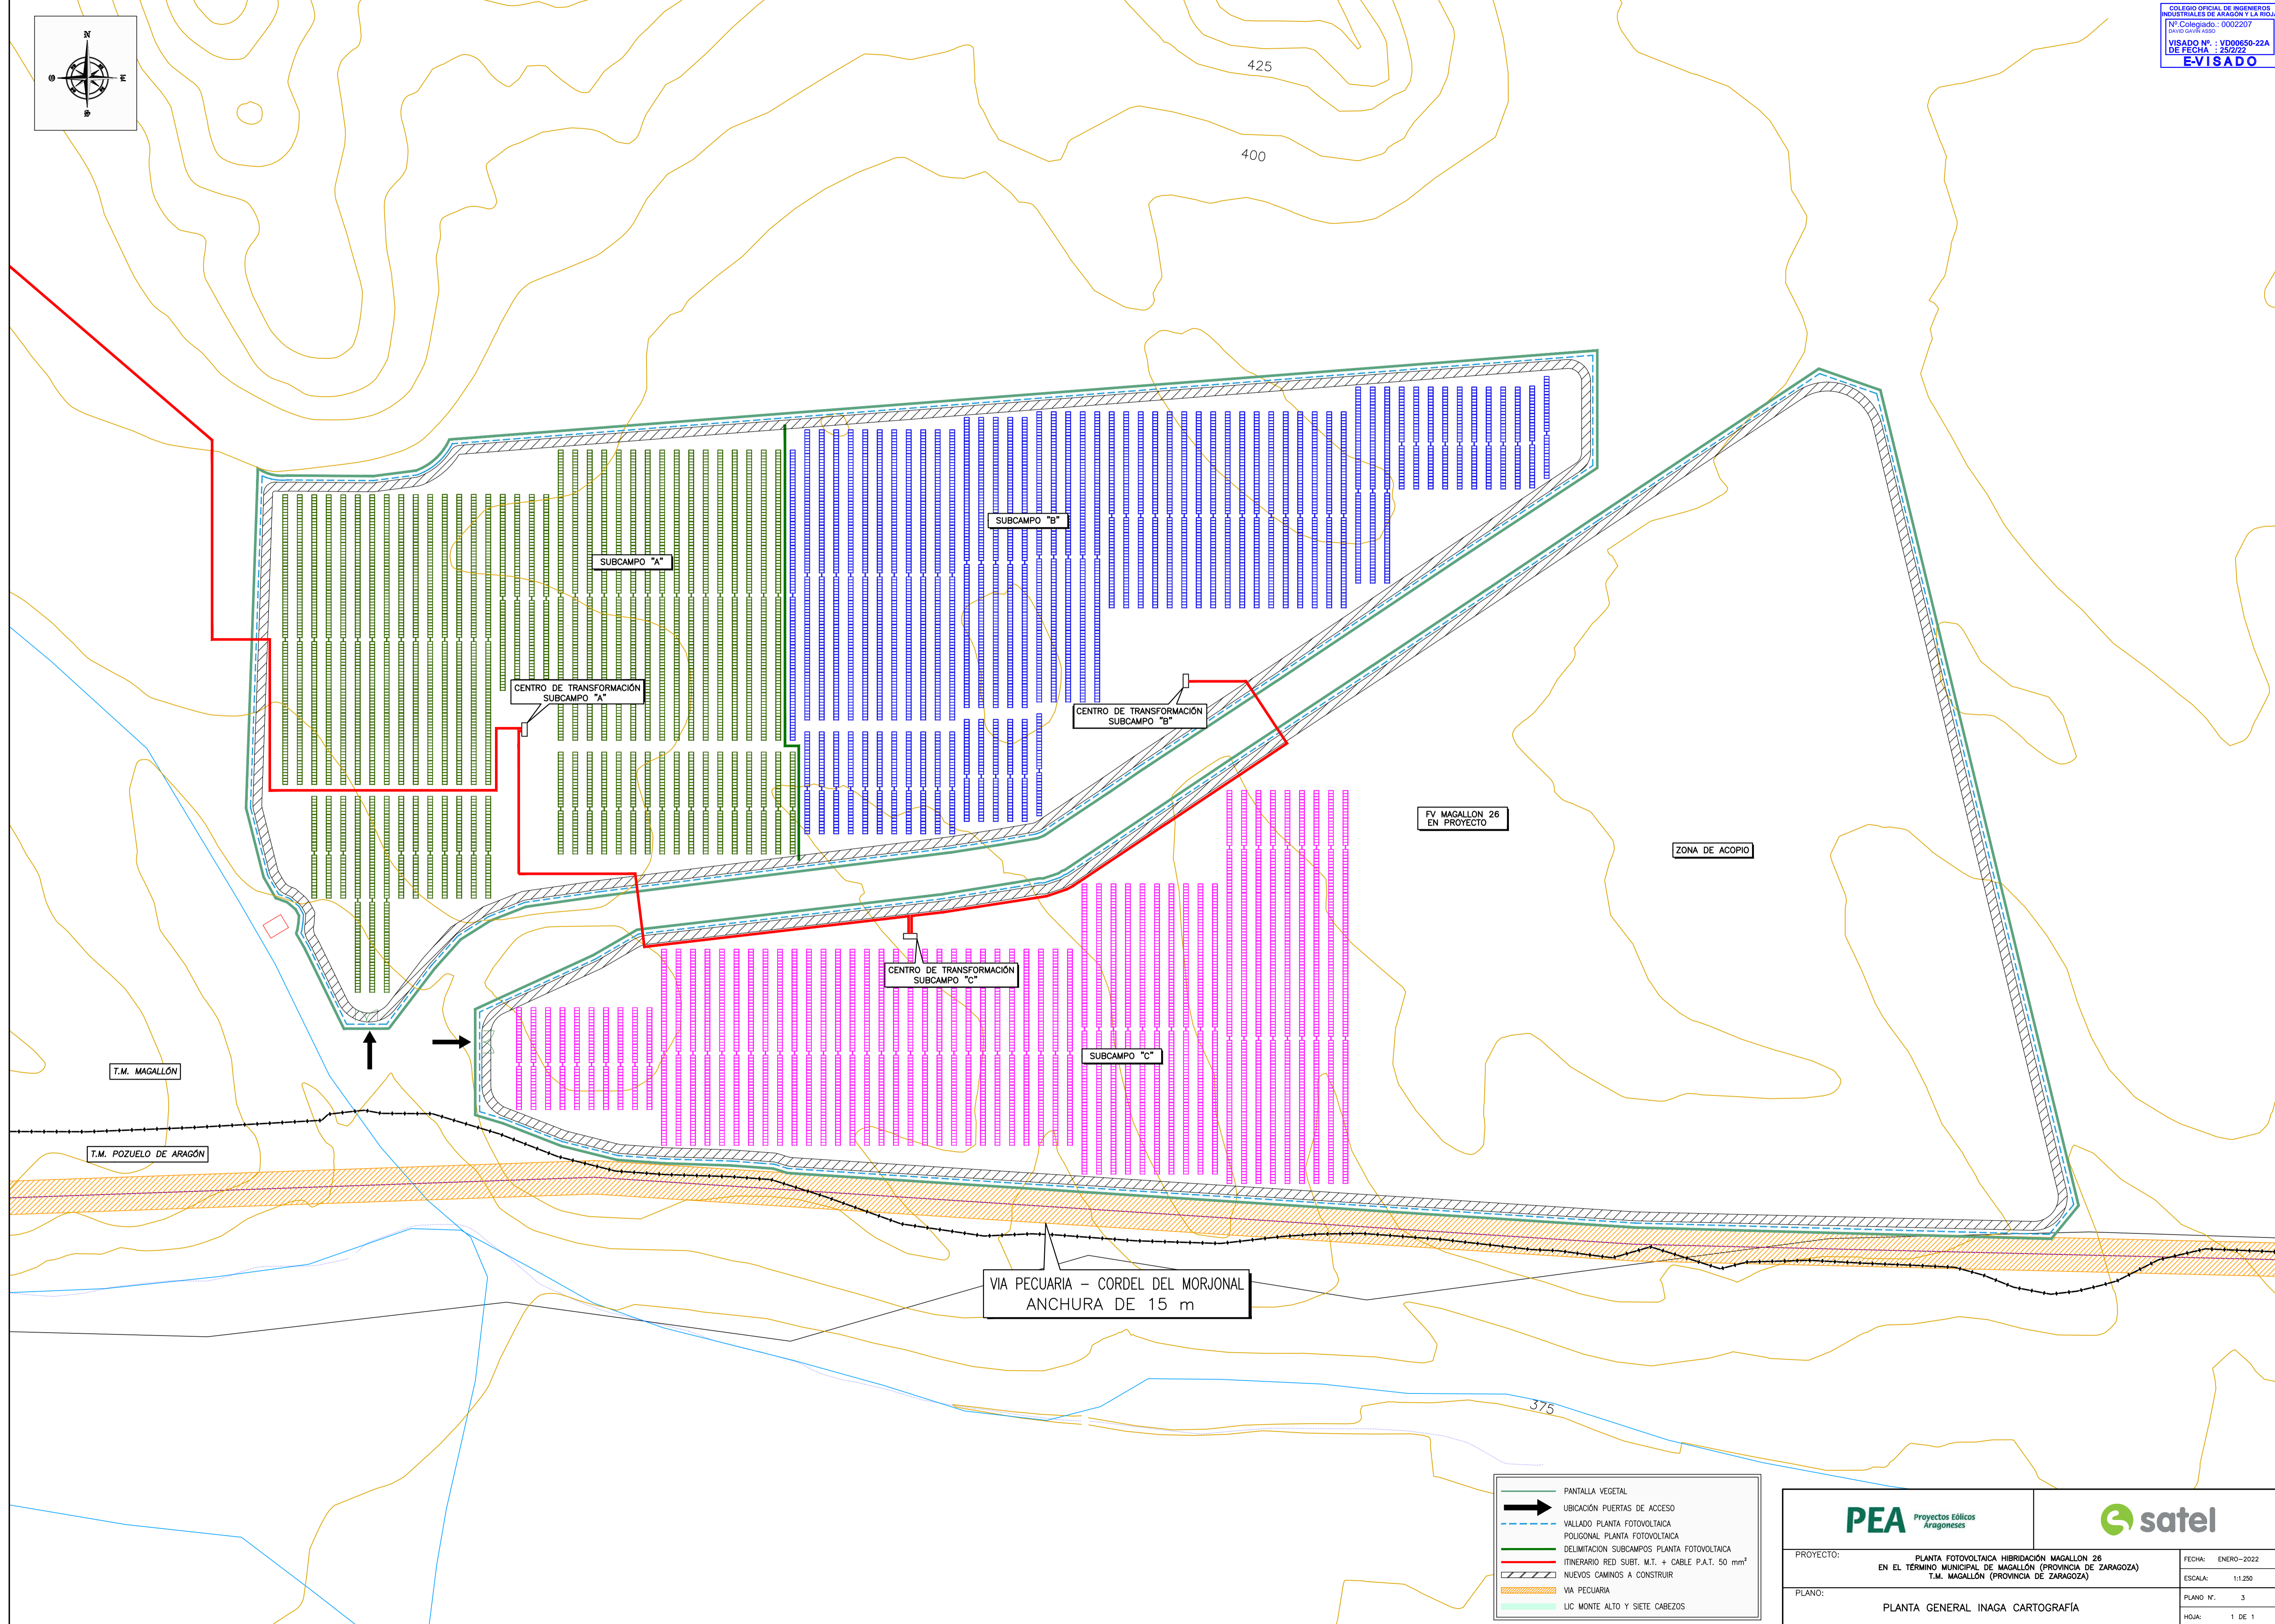 COLEGIO OFICIAL DE INGENIEROS
INDUSTRIALES DE ARAGÓN Y LA RIOJA
Nº.Colegiado.: 0002207
DAVID GAVÍN ASSO
VISADO Nº. : VD00650-22A
DE FECHA : 25/2/22
E-VISADO
N
O
E
S
425
400
SUBCAMPO "B"
SUBCAMPO "A"
CENTRO DE TRANSFORMACIÓN
SUBCAMPO "A"
CENTRO DE TRANSFORMACIÓN
SUBCAMPO "B"
FV MAGALLON 26
EN PROYECTO
ZONA DE ACOPIO
CENTRO DE TRANSFORMACIÓN
SUBCAMPO "C"
SUBCAMPO "C"
T.M. MAGALLÓN
T.M. POZUELO DE ARAGÓN
VIA PECUARIA – CORDEL DEL MORJONAL
ANCHURA DE 15 m
375
PANTALLA VEGETAL
UBICACIÓN PUERTAS DE ACCESO
VALLADO PLANTA FOTOVOLTAICA
POLIGONAL PLANTA FOTOVOLTAICA
DELIMITACION SUBCAMPOS PLANTA FOTOVOLTAICA
ITINERARIO RED SUBT. M.T. + CABLE P.A.T. 50 mm²
NUEVOS CAMINOS A CONSTRUIR
VIA PECUARIA
LIC MONTE ALTO Y SIETE CABEZOS
PEA Proyectos Eólicos
Aragoneses
satel
PROYECTO:
PLANTA FOTOVOLTAICA HIBRIDACIÓN MAGALLON 26
EN EL TÉRMINO MUNICIPAL DE MAGALLÓN (PROVINCIA DE ZARAGOZA)
T.M. MAGALLÓN (PROVINCIA DE ZARAGOZA)
FECHA: ENERO-2022
ESCALA: 1:1.250
PLANO:
PLANTA GENERAL INAGA CARTOGRAFÍA
PLANO Nº. 3
HOJA: 1 DE 1